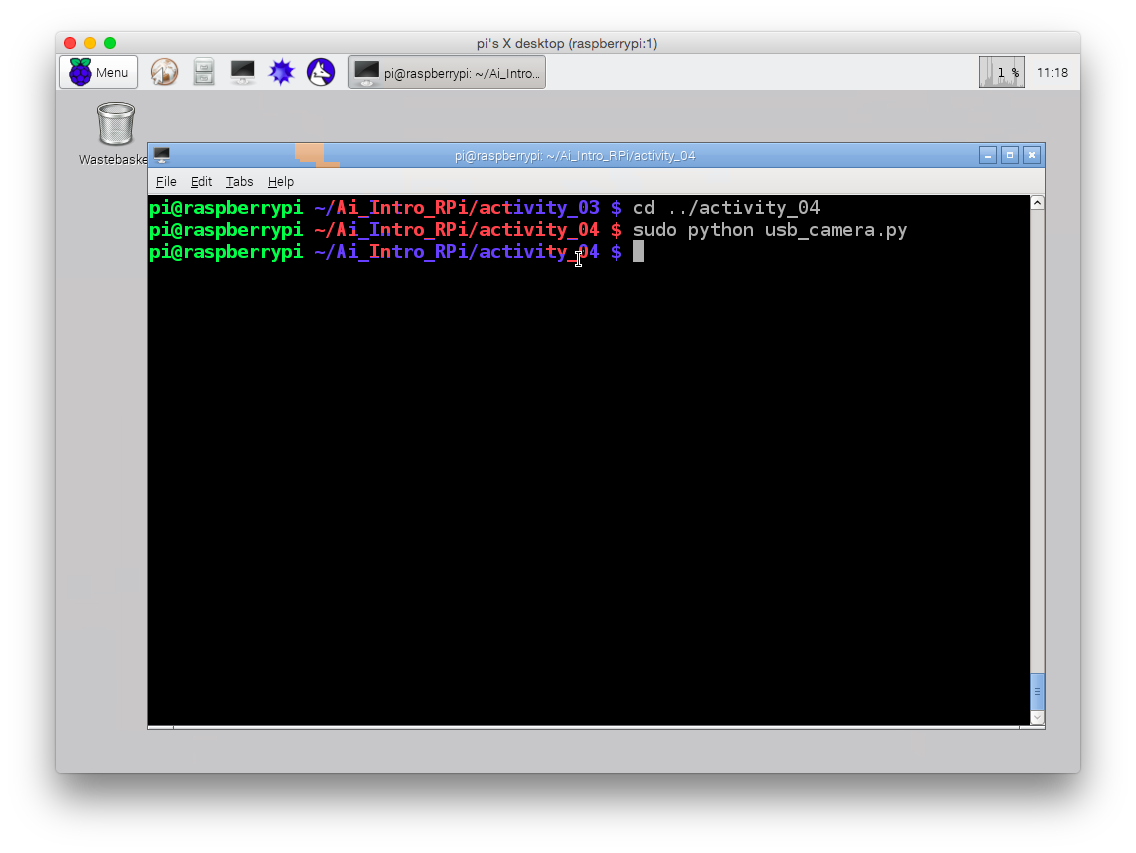 pi's X desktop (raspberrypi:1)
Menu
pi@raspberrypi: ~/Ai_Intro...
1 %
11:18
Wastebaske
pi@raspberrypi: ~/Ai_Intro_RPi/activity_04
File Edit Tabs Help
pi@raspberrypi ~/Ai_Intro_RPi/activity_03 $ cd ../activity_04
pi@raspberrypi ~/Ai_Intro_RPi/activity_04 $ sudo python usb_camera.py
pi@raspberrypi ~/Ai_Intro_RPi/activity_04 $